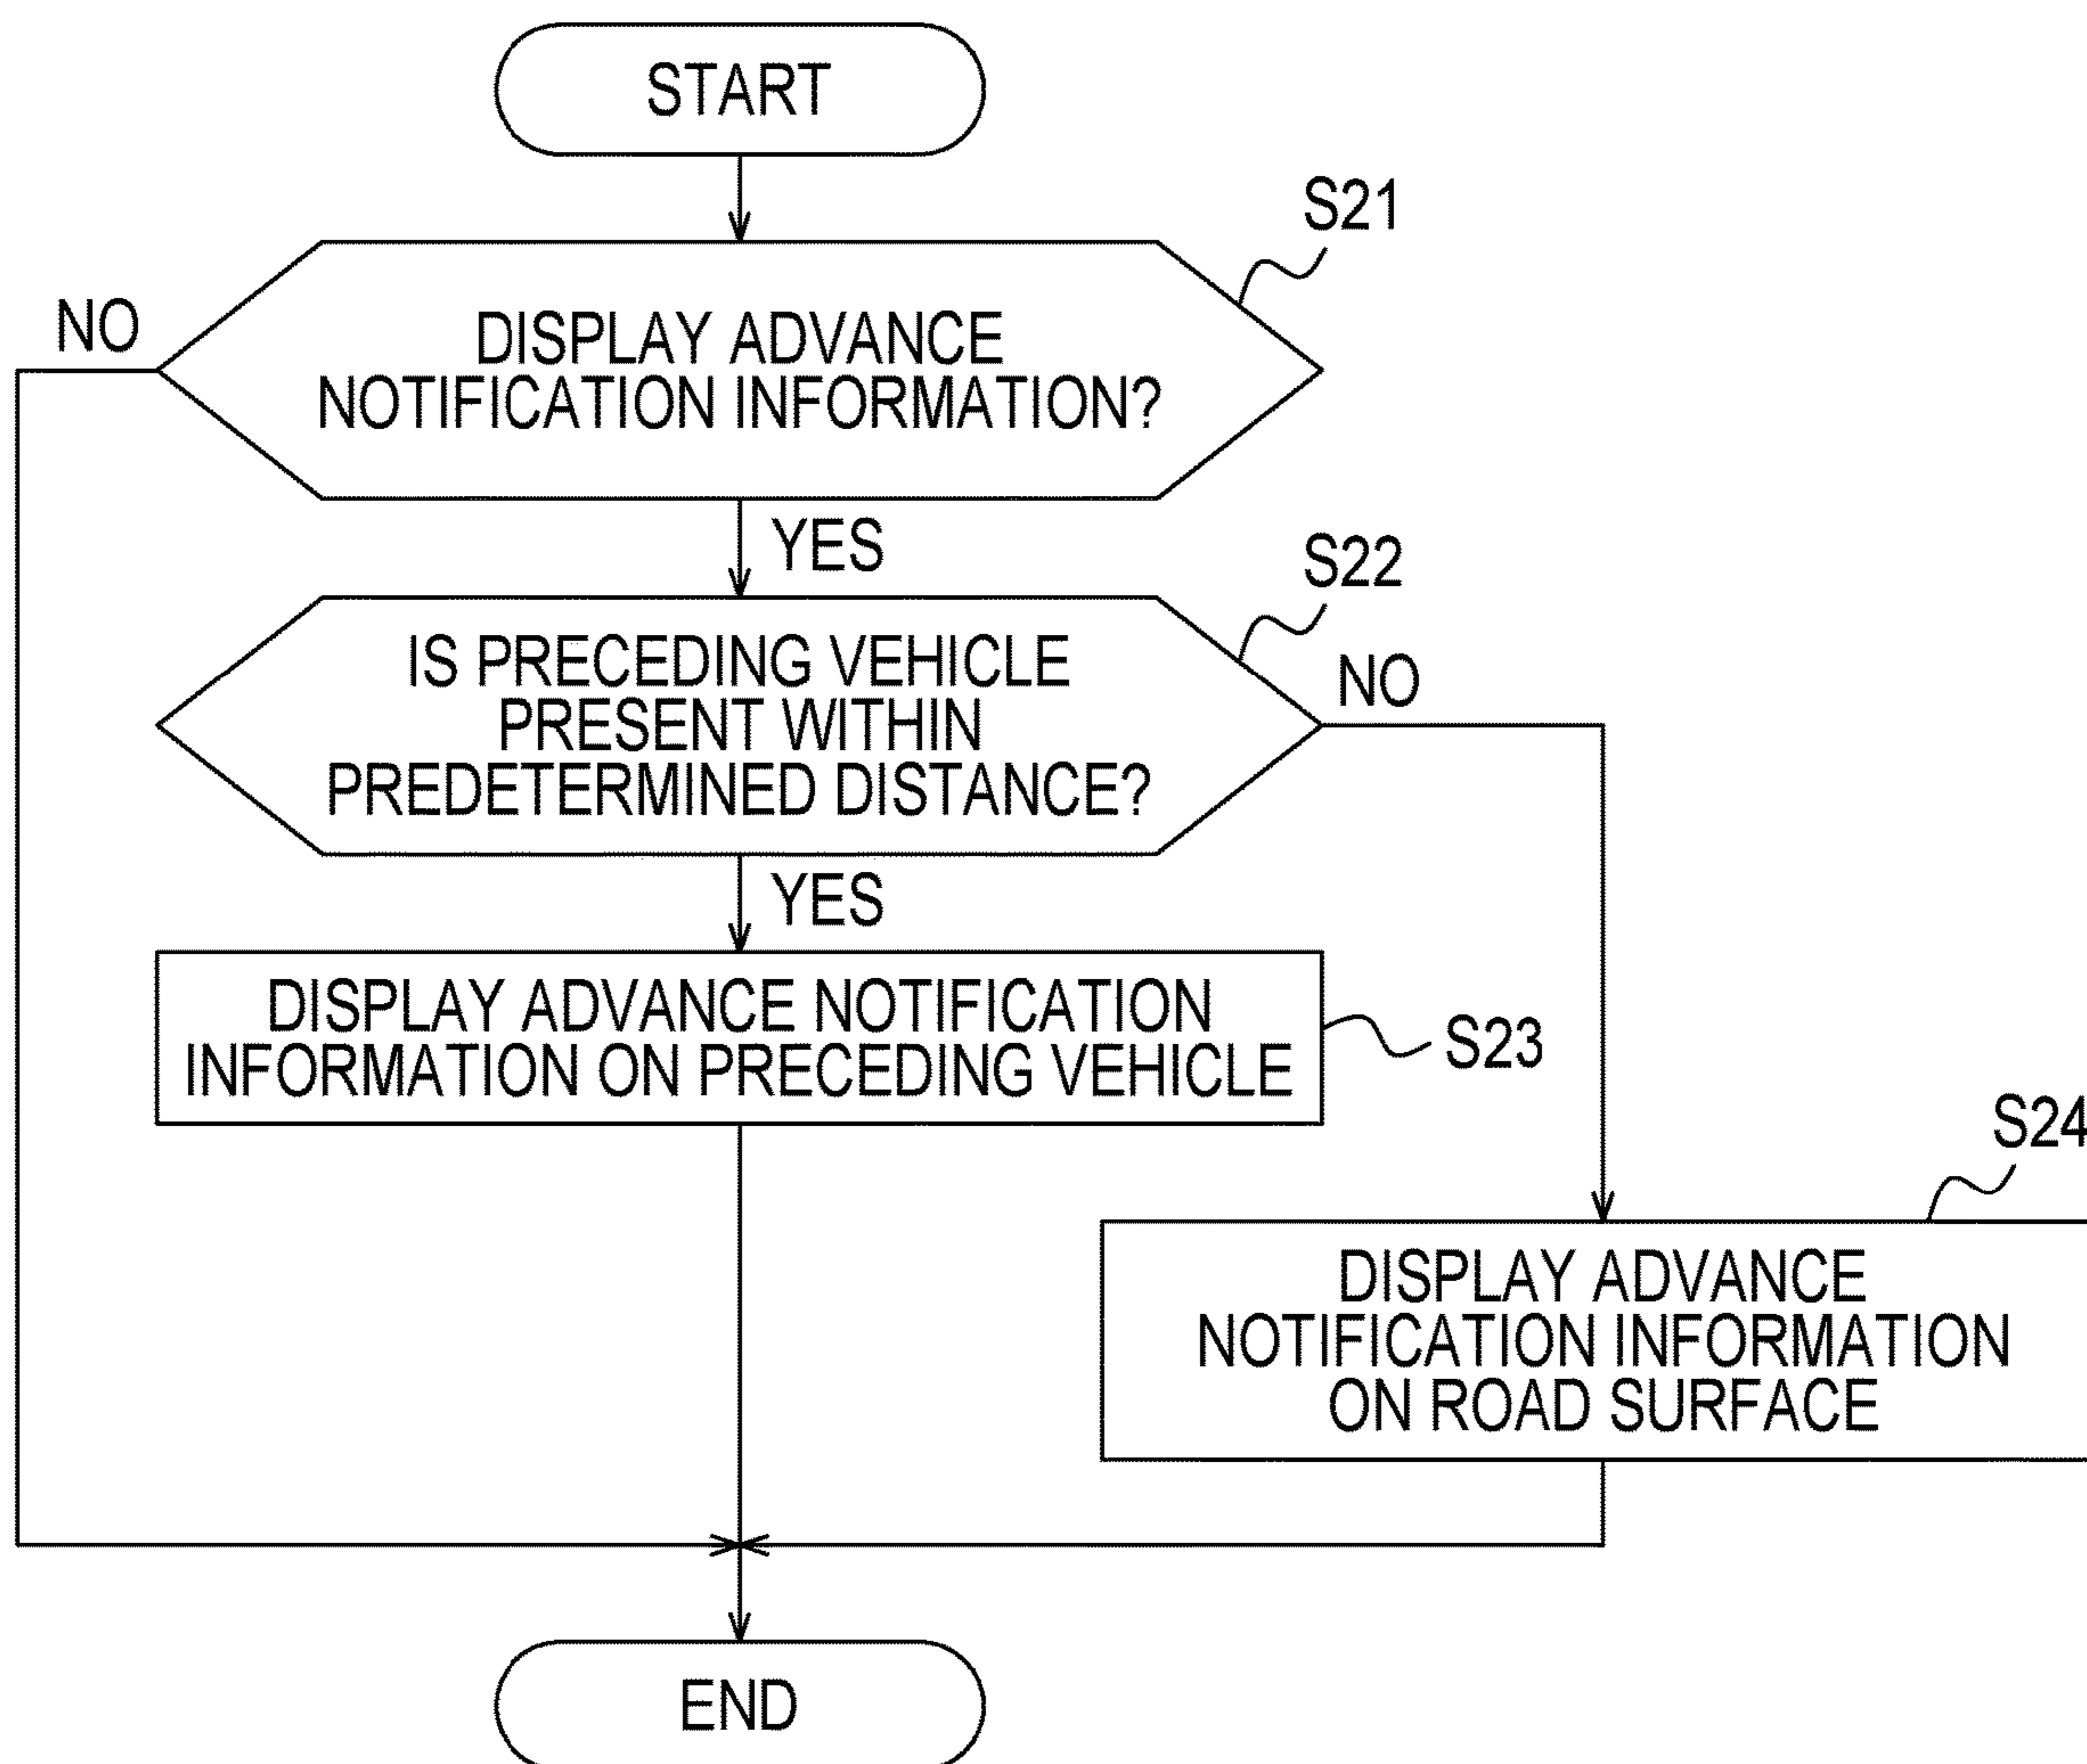 START
S21
NO
DISPLAY ADVANCE
NOTIFICATION INFORMATION?
YES
S22
IS PRECEDING VEHICLE
PRESENT WITHIN
PREDETERMINED DISTANCE?
NO
YES
DISPLAY ADVANCE NOTIFICATION
INFORMATION ON PRECEDING VEHICLE
S23
S24
DISPLAY ADVANCE
NOTIFICATION INFORMATION
ON ROAD SURFACE
END